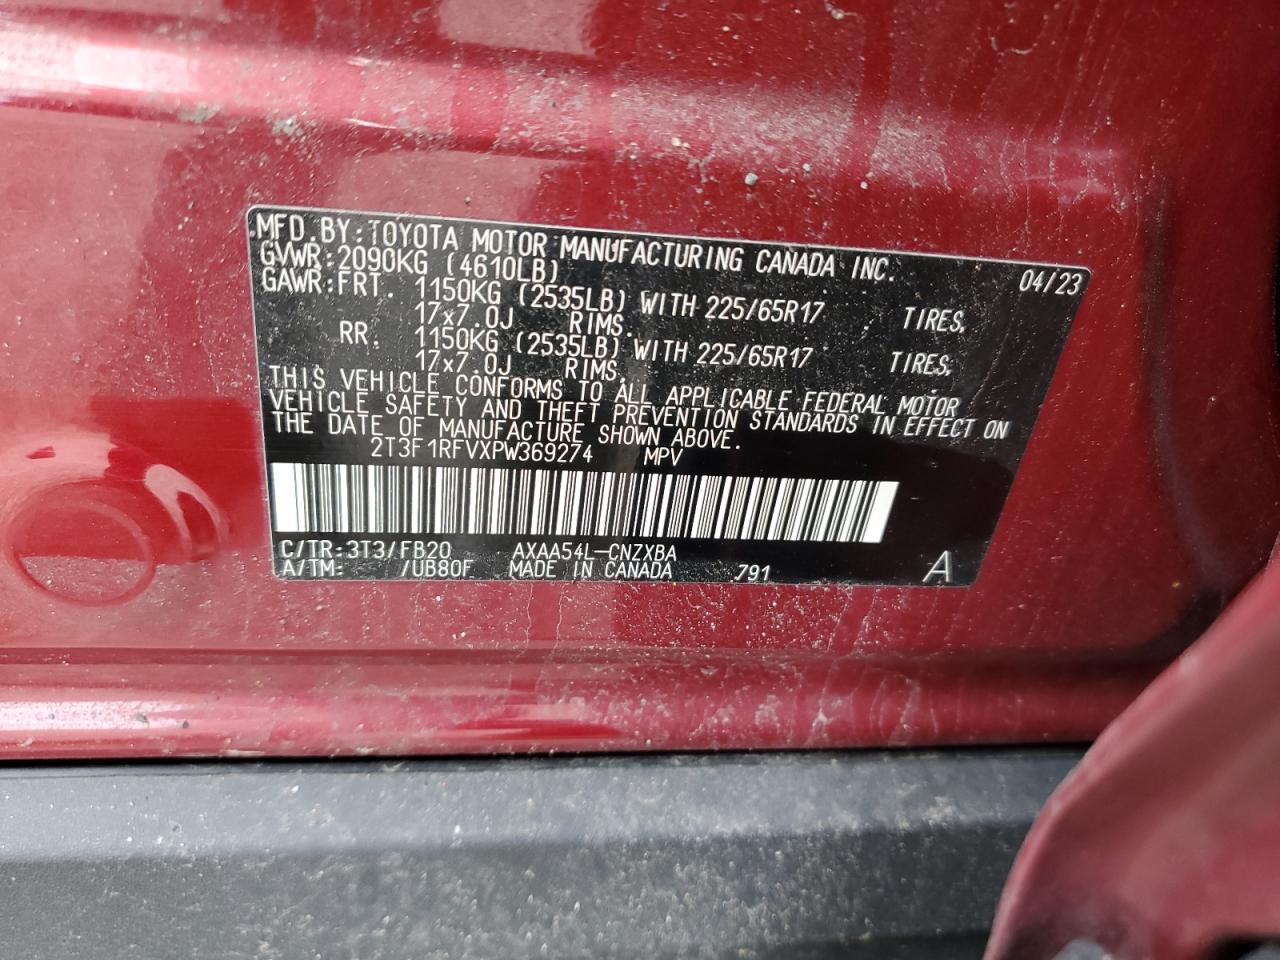 MFD. BY: TOYOTA MOTOR MANUFACTURING CANADA INC. 04/23
GVWR: 2090KG (4610LB)
GAWR: FRT. 1150KG (2535LB) WITH 225/65R17 TIRES,
17x7.0J RIMS.
RR. 1150KG (2535LB) WITH 225/65R17 TIRES,
17x7.0J RIMS.
THIS VEHICLE CONFORMS TO ALL APPLICABLE FEDERAL MOTOR
VEHICLE SAFETY AND THEFT PREVENTION STANDARDS IN EFFECT ON
THE DATE OF MANUFACTURE SHOWN ABOVE.
2T3F1RFVXPW369274 MPV
C/TR: 3T3/FB20 AXAA54L-CNZXBA
A/TM: /UB80F MADE IN CANADA 791 A